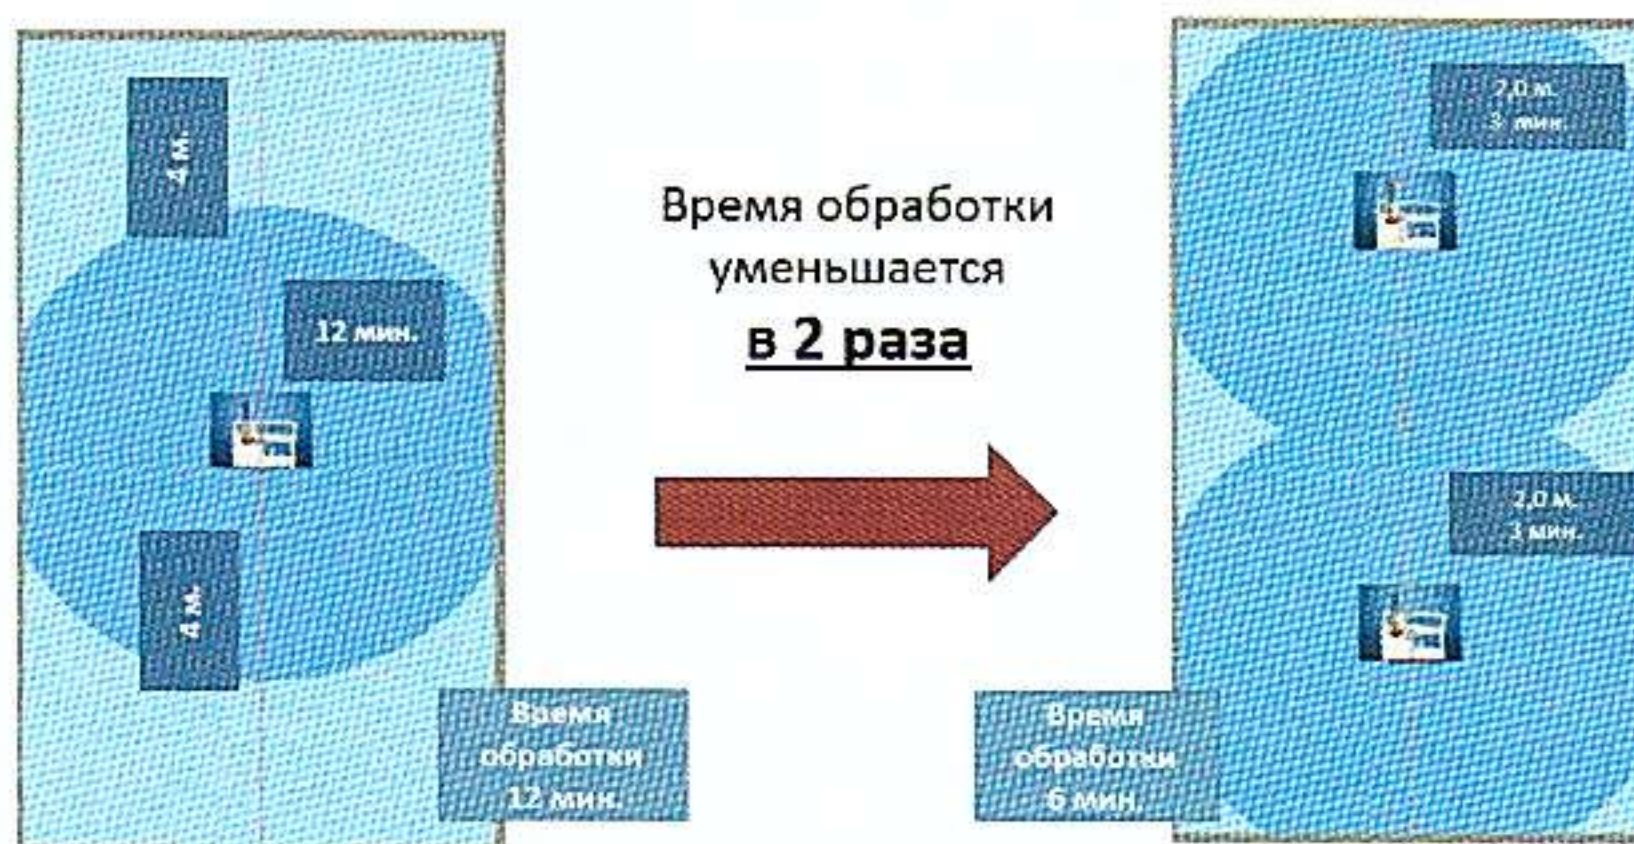 4 м.
12 мин.
4 м.
Время
обработки
12 мин.
Время обработки
уменьшается
в 2 раза
2,0 м.
3 мин.
2,0 м.
3 мин.
Время
обработки
6 мин.